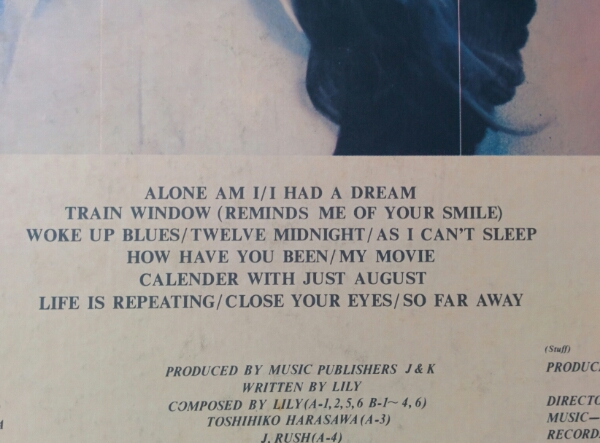 ALONE AM I/I HAD A DREAM
TRAIN WINDOW (REMINDS ME OF YOUR SMILE)
WOKE UP BLUES/TWELVE MIDNIGHT/AS I CAN'T SLEEP
HOW HAVE YOU BEEN/MY MOVIE
CALENDER WITH JUST AUGUST
LIFE IS REPEATING/CLOSE YOUR EYES/SO FAR AWAY
PRODUCED BY MUSIC PUBLISHERS J & K
WRITTEN BY LILY
COMPOSED BY LILY(A-1,2,5,6 B-1~4,6)
TOSHIHIKO HARASAWA(A-3)
J. RUSH(A-4)
(Stuff)
PRODUC
DIRECTO
MUSIC—
RECORD